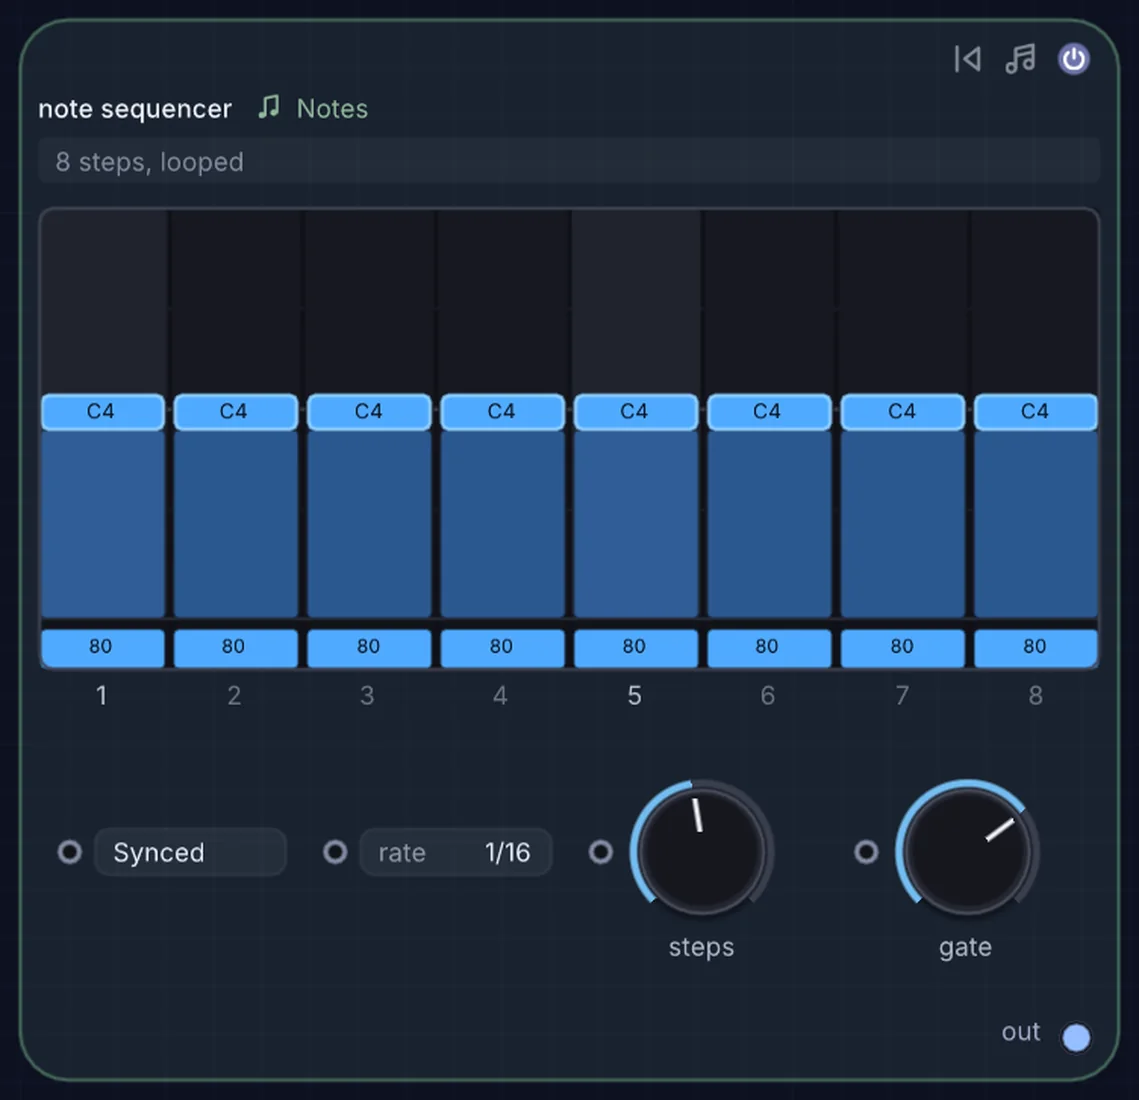 note sequencer Notes
8 steps, looped
C4 C4 C4 C4 C4 C4 C4 C4
80 80 80 80 80 80 80 80
1 2 3 4 5 6 7 8
Synced rate 1/16
steps gate
out